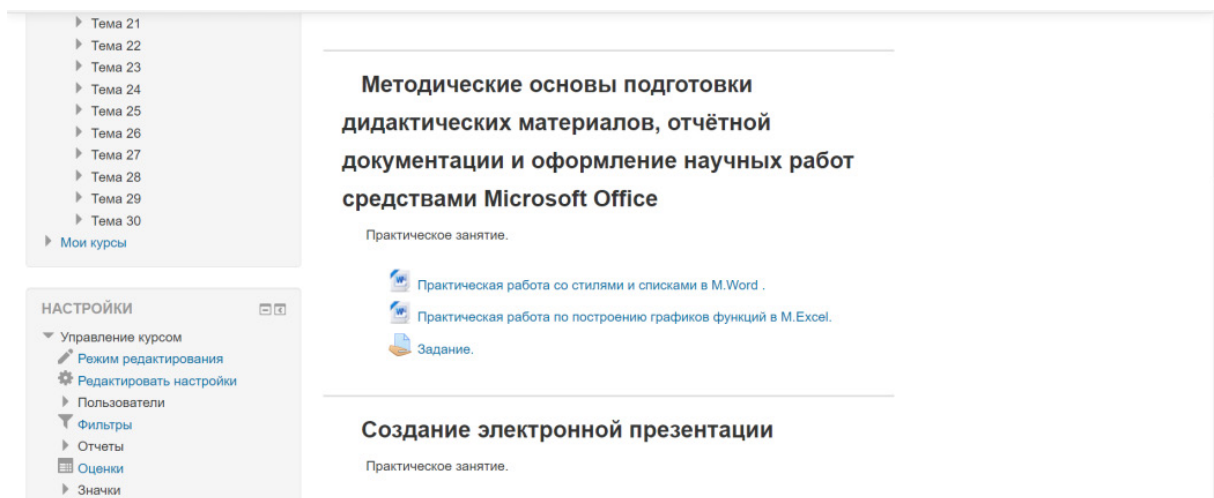 Тема 21
Тема 22
Тема 23
Тема 24
Тема 25
Тема 26
Тема 27
Тема 28
Тема 29
Тема 30
Мои курсы
НАСТРОЙКИ
Управление курсом
Режим редактирования
Редактировать настройки
Пользователи
Фильтры
Отчеты
Оценки
Значки
Методические основы подготовки
дидактических материалов, отчётной
документации и оформление научных работ
средствами Microsoft Office
Практическое занятие.
Практическая работа со стилями и списками в M.Word .
Практическая работа по построению графиков функций в M.Excel.
Задание.
Создание электронной презентации
Практическое занятие.